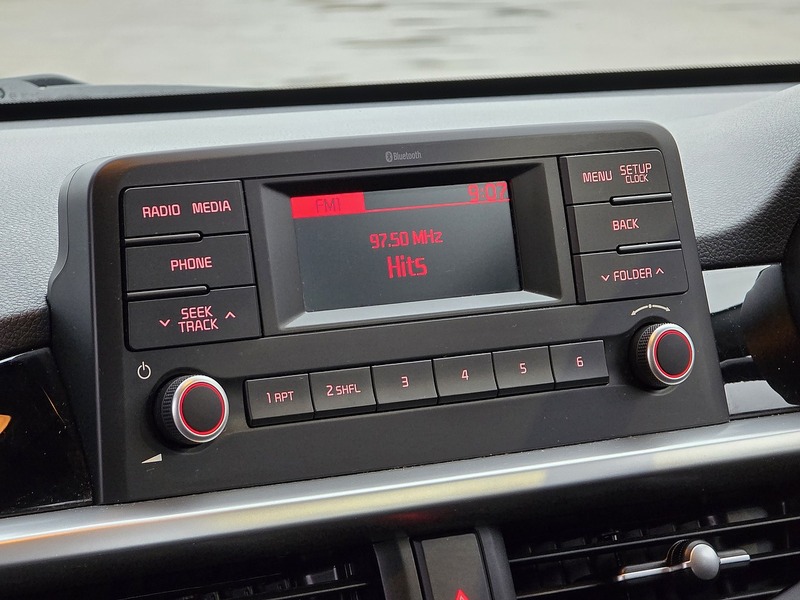 Bluetooth
RADIO MEDIA
PHONE
SEEK
TRACK
FM1
9:07
97.50 MHz
Hits
MENU SETUP
CLOCK
BACK
FOLDER
1 APT
2 SHFL
3
4
5
6